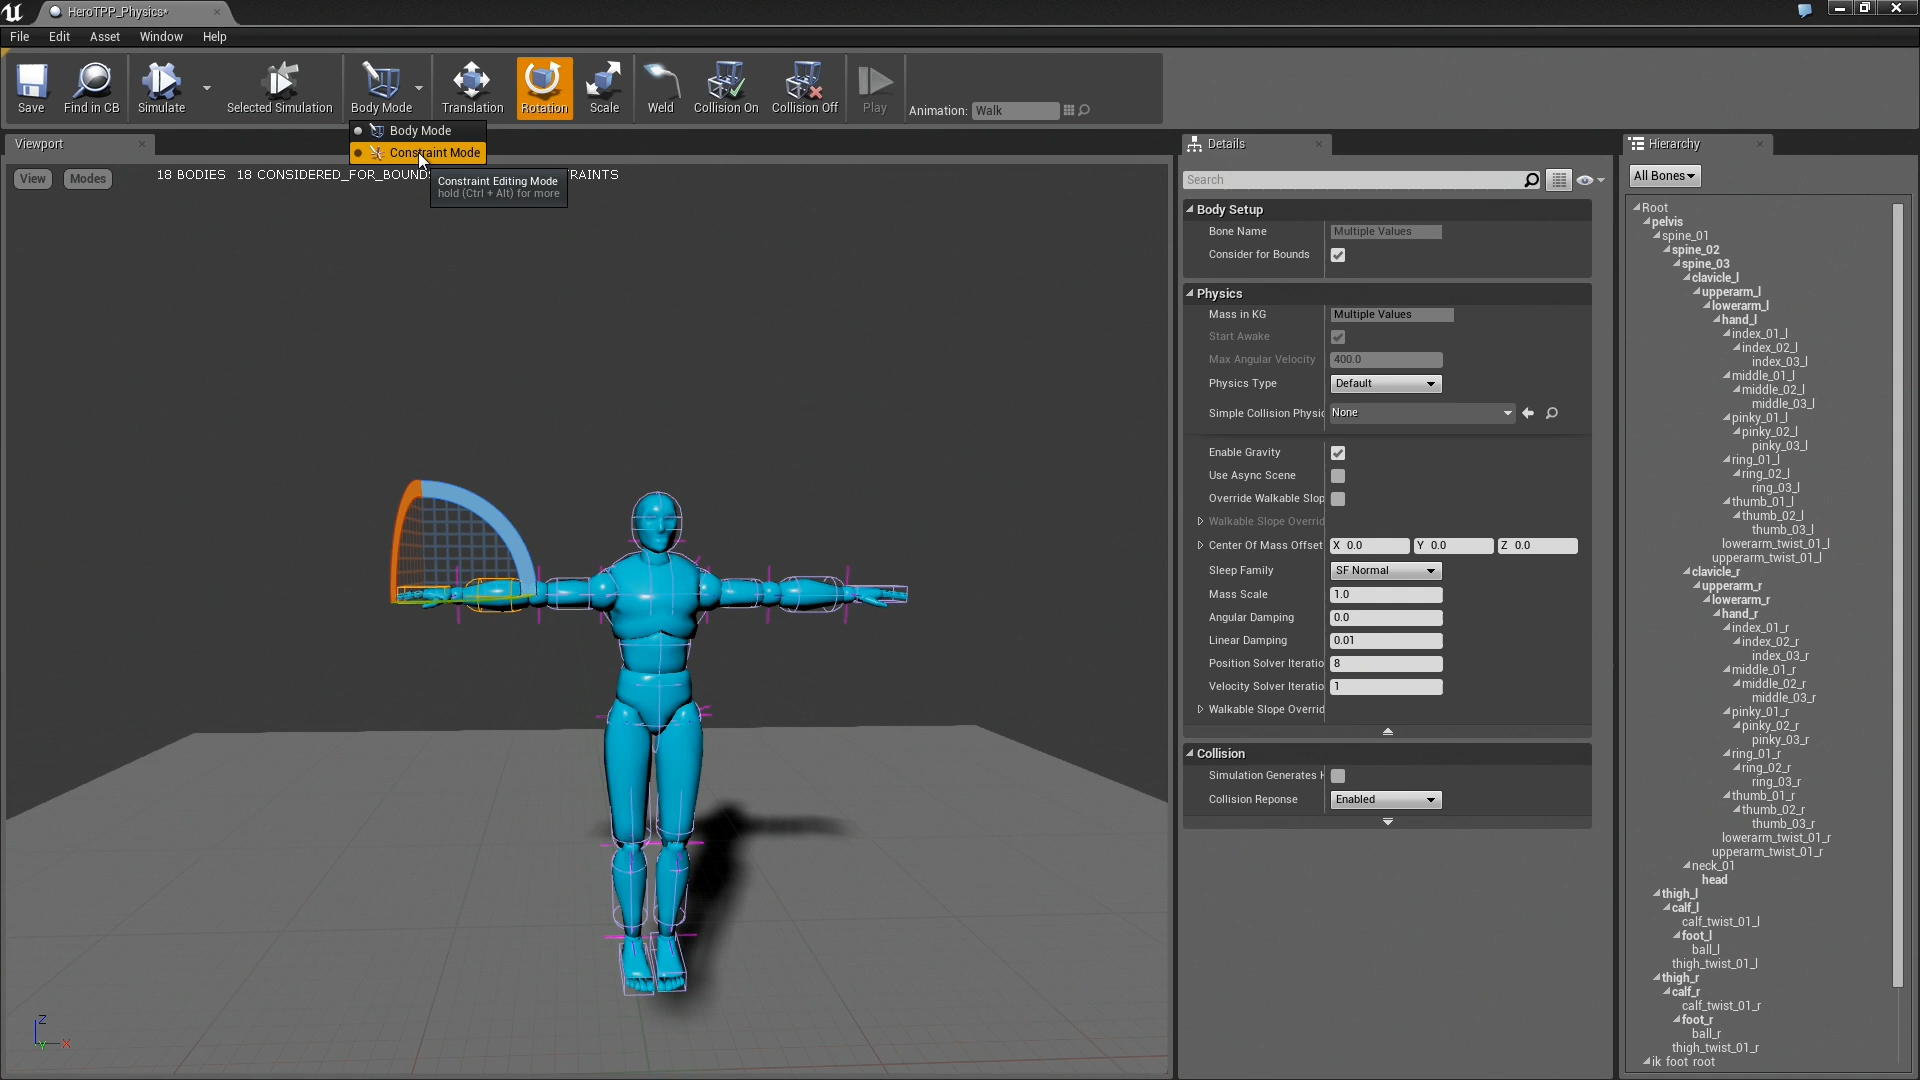 HeroTPP_Physics*
File Edit Asset Window Help
Save
Find in CB
Simulate
Selected Simulation
Body Mode
Translation
Rotation
Scale
Weld
Collision On
Collision Off
Play
Animation: Walk
Body Mode
Constraint Mode
Constraint Editing Mode
hold (Ctrl + Alt) for more
Viewport
View Modes
18 BODIES 18 CONSIDERED_FOR_BOUND
RAINTS
Z
Y
X
Details
Search
Body Setup
Bone Name Multiple Values
Consider for Bounds
Physics
Mass in KG Multiple Values
Start Awake
Max Angular Velocity 400.0
Physics Type Default
Simple Collision Physic None
Enable Gravity
Use Async Scene
Override Walkable Slop
Walkable Slope Overrid
Center Of Mass Offset X 0.0 Y 0.0 Z 0.0
Sleep Family SF Normal
Mass Scale 1.0
Angular Damping 0.0
Linear Damping 0.01
Position Solver Iteratio 8
Velocity Solver Iteratio 1
Walkable Slope Overrid
Collision
Simulation Generates H
Collision Reponse Enabled
Hierarchy
All Bones
Root
pelvis
spine_01
spine_02
spine_03
clavicle_l
upperarm_l
lowerarm_l
hand_l
index_01_l
index_02_l
index_03_l
middle_01_l
middle_02_l
middle_03_l
pinky_01_l
pinky_02_l
pinky_03_l
ring_01_l
ring_02_l
ring_03_l
thumb_01_l
thumb_02_l
thumb_03_l
lowerarm_twist_01_l
upperarm_twist_01_l
clavicle_r
upperarm_r
lowerarm_r
hand_r
index_01_r
index_02_r
index_03_r
middle_01_r
middle_02_r
middle_03_r
pinky_01_r
pinky_02_r
pinky_03_r
ring_01_r
ring_02_r
ring_03_r
thumb_01_r
thumb_02_r
thumb_03_r
lowerarm_twist_01_r
upperarm_twist_01_r
neck_01
head
thigh_l
calf_l
calf_twist_01_l
foot_l
ball_l
thigh_twist_01_l
thigh_r
calf_r
calf_twist_01_r
foot_r
ball_r
thigh_twist_01_r
ik_foot_root